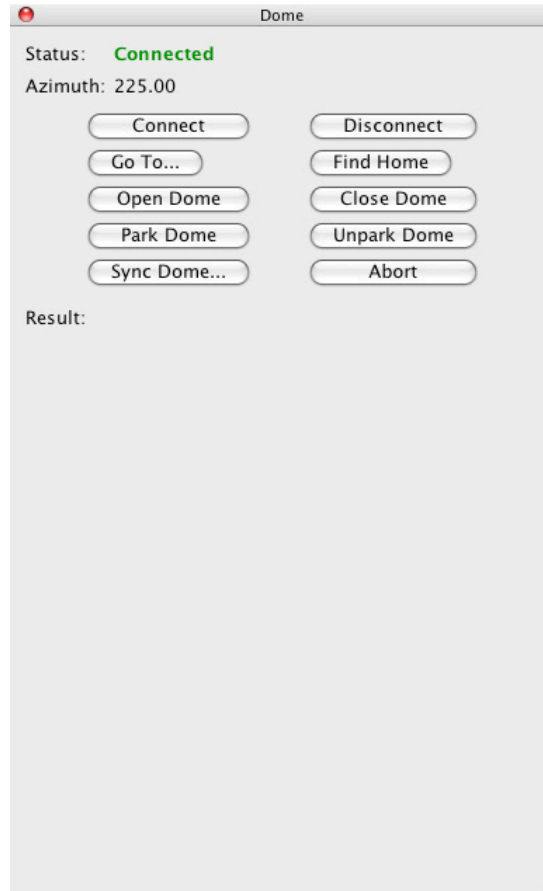 Dome
Status: Connected
Azimuth: 225.00
Connect Disconnect
Go To... Find Home
Open Dome Close Dome
Park Dome Unpark Dome
Sync Dome... Abort
Result: